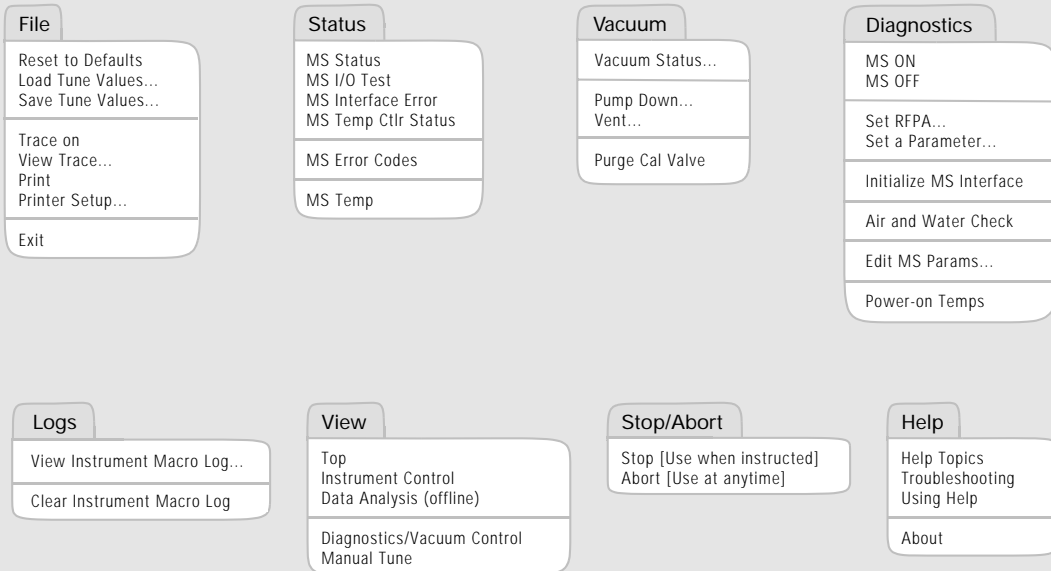 File
Reset to Defaults
Load Tune Values...
Save Tune Values...
Trace on
View Trace...
Print
Printer Setup...
Exit
Status
MS Status
MS I/O Test
MS Interface Error
MS Temp Ctlr Status
MS Error Codes
MS Temp
Vacuum
Vacuum Status...
Pump Down...
Vent...
Purge Cal Valve
Diagnostics
MS ON
MS OFF
Set RFPA...
Set a Parameter...
Initialize MS Interface
Air and Water Check
Edit MS Params...
Power-on Temps
Logs
View Instrument Macro Log...
Clear Instrument Macro Log
View
Top
Instrument Control
Data Analysis (offline)
Diagnostics/Vacuum Control
Manual Tune
Stop/Abort
Stop [Use when instructed]
Abort [Use at anytime]
Help
Help Topics
Troubleshooting
Using Help
About